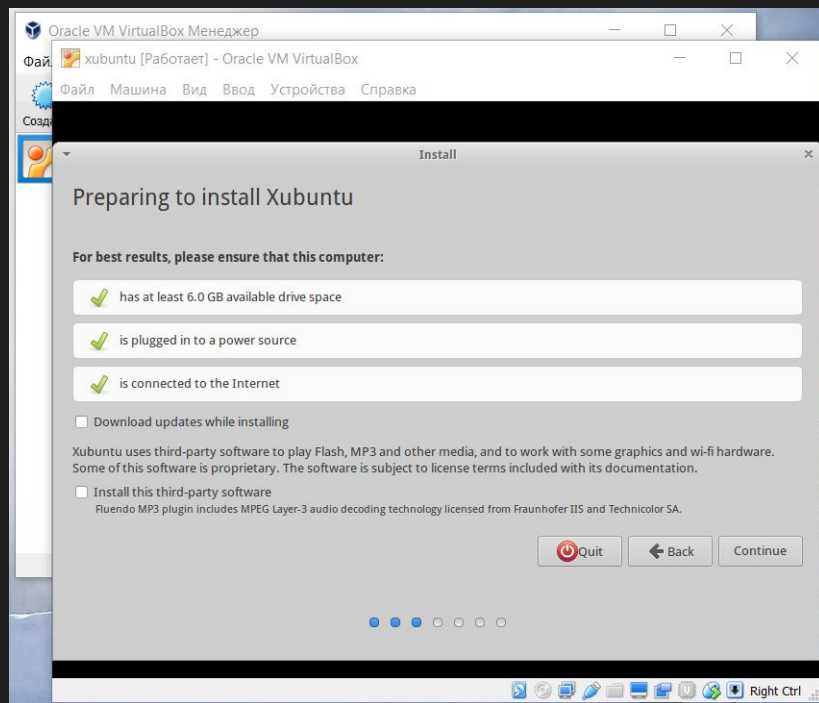 Oracle VM VirtualBox Менеджер
Фай
xubuntu [Работает] - Oracle VM VirtualBox
Файл Машина Вид Ввод Устройства Справка
Созда
Install
Preparing to install Xubuntu
For best results, please ensure that this computer:
has at least 6.0 GB available drive space
is plugged in to a power source
is connected to the Internet
Download updates while installing
Xubuntu uses third-party software to play Flash, MP3 and other media, and to work with some graphics and wi-fi hardware.
Some of this software is proprietary. The software is subject to license terms included with its documentation.
Install this third-party software
Fluendo MP3 plugin includes MPEG Layer-3 audio decoding technology licensed from Fraunhofer IIS and Technicolor SA.
Quit Back Continue
Right Ctrl